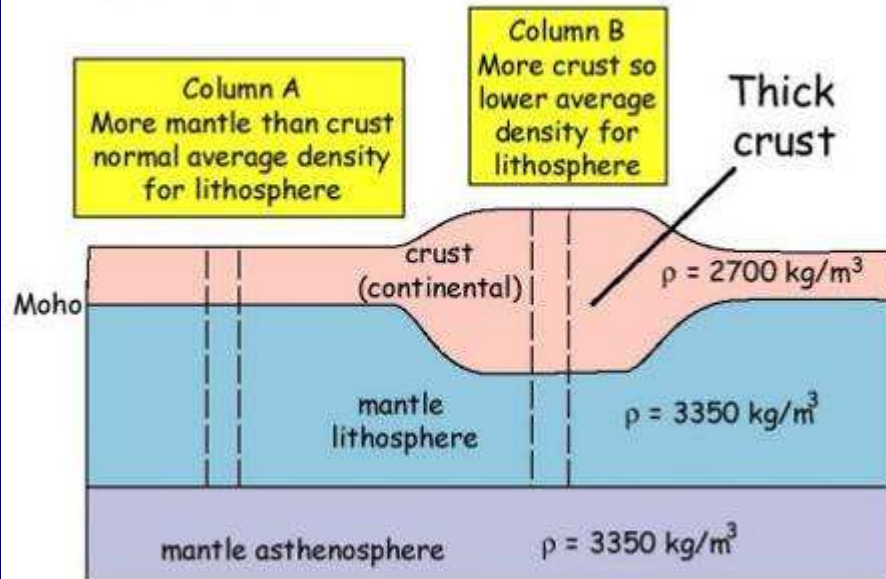 Column A
More mantle than crust
normal average density
for lithosphere
Column B
More crust so
lower average
density for
lithosphere
Thick
crust
crust
(continental)
ρ = 2700 kg/m³
Moho
mantle
lithosphere
ρ = 3350 kg/m³
mantle asthenosphere
ρ = 3350 kg/m³